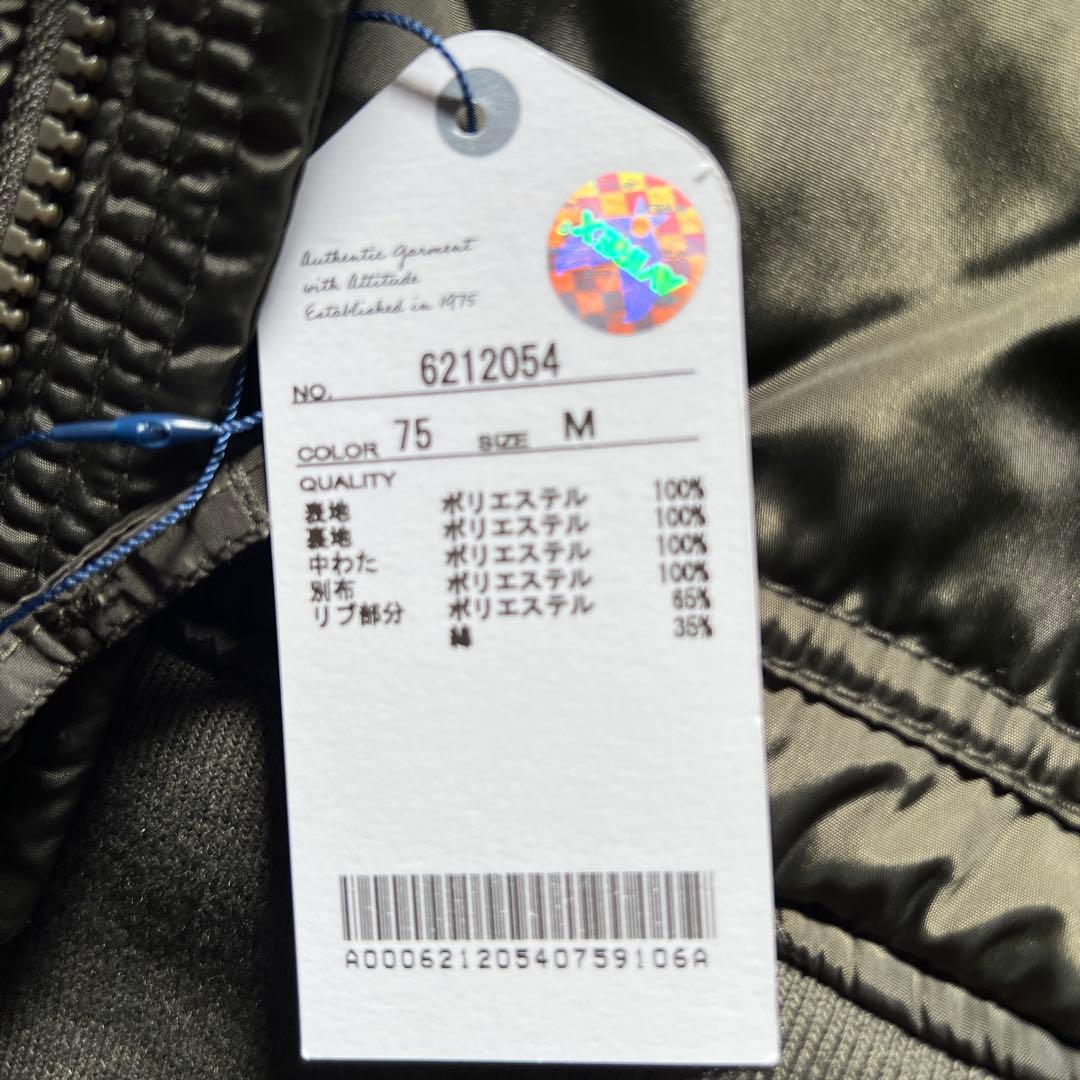 AVIREX
Authentic Garment
with Attitude
Established in 1975
NO. 6212054
COLOR 75 SIZE M
QUALITY
表地 ポリエステル 100%
裏地 ポリエステル 100%
中わた ポリエステル 100%
別布 ポリエステル 100%
リブ部分 ポリエステル 65%
綿 35%
A00062120540759106A